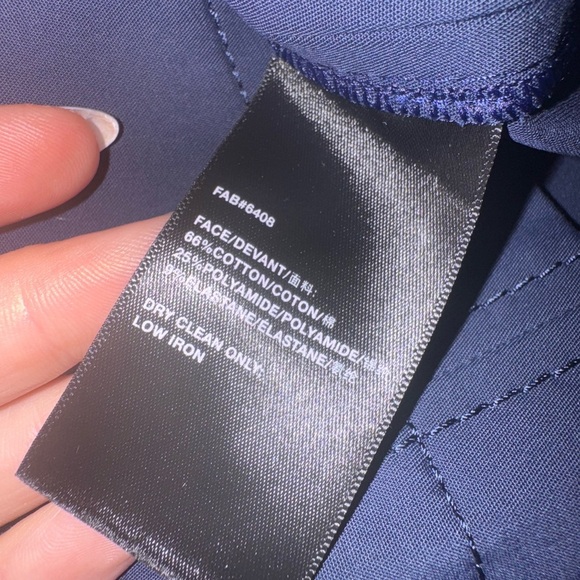 FAB#6408
FACE/DEVANT/面料:
66%COTTON/COTON/棉
25%POLYAMIDE/POLYAMIDE/
9%ELASTANE/ELASTANE/
DRY CLEAN ONLY.
LOW IRON